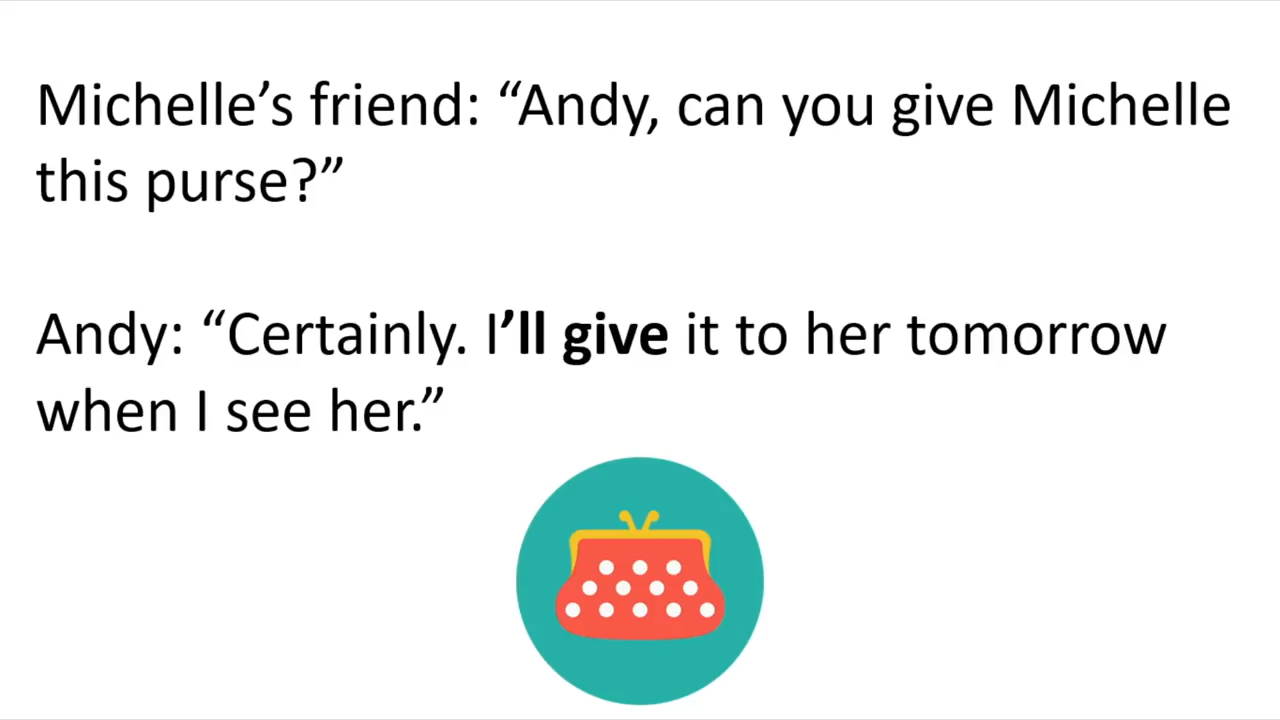 Michelle’s friend: “Andy, can you give Michelle
this purse?”
Andy: “Certainly. I’ll give it to her tomorrow
when I see her.”